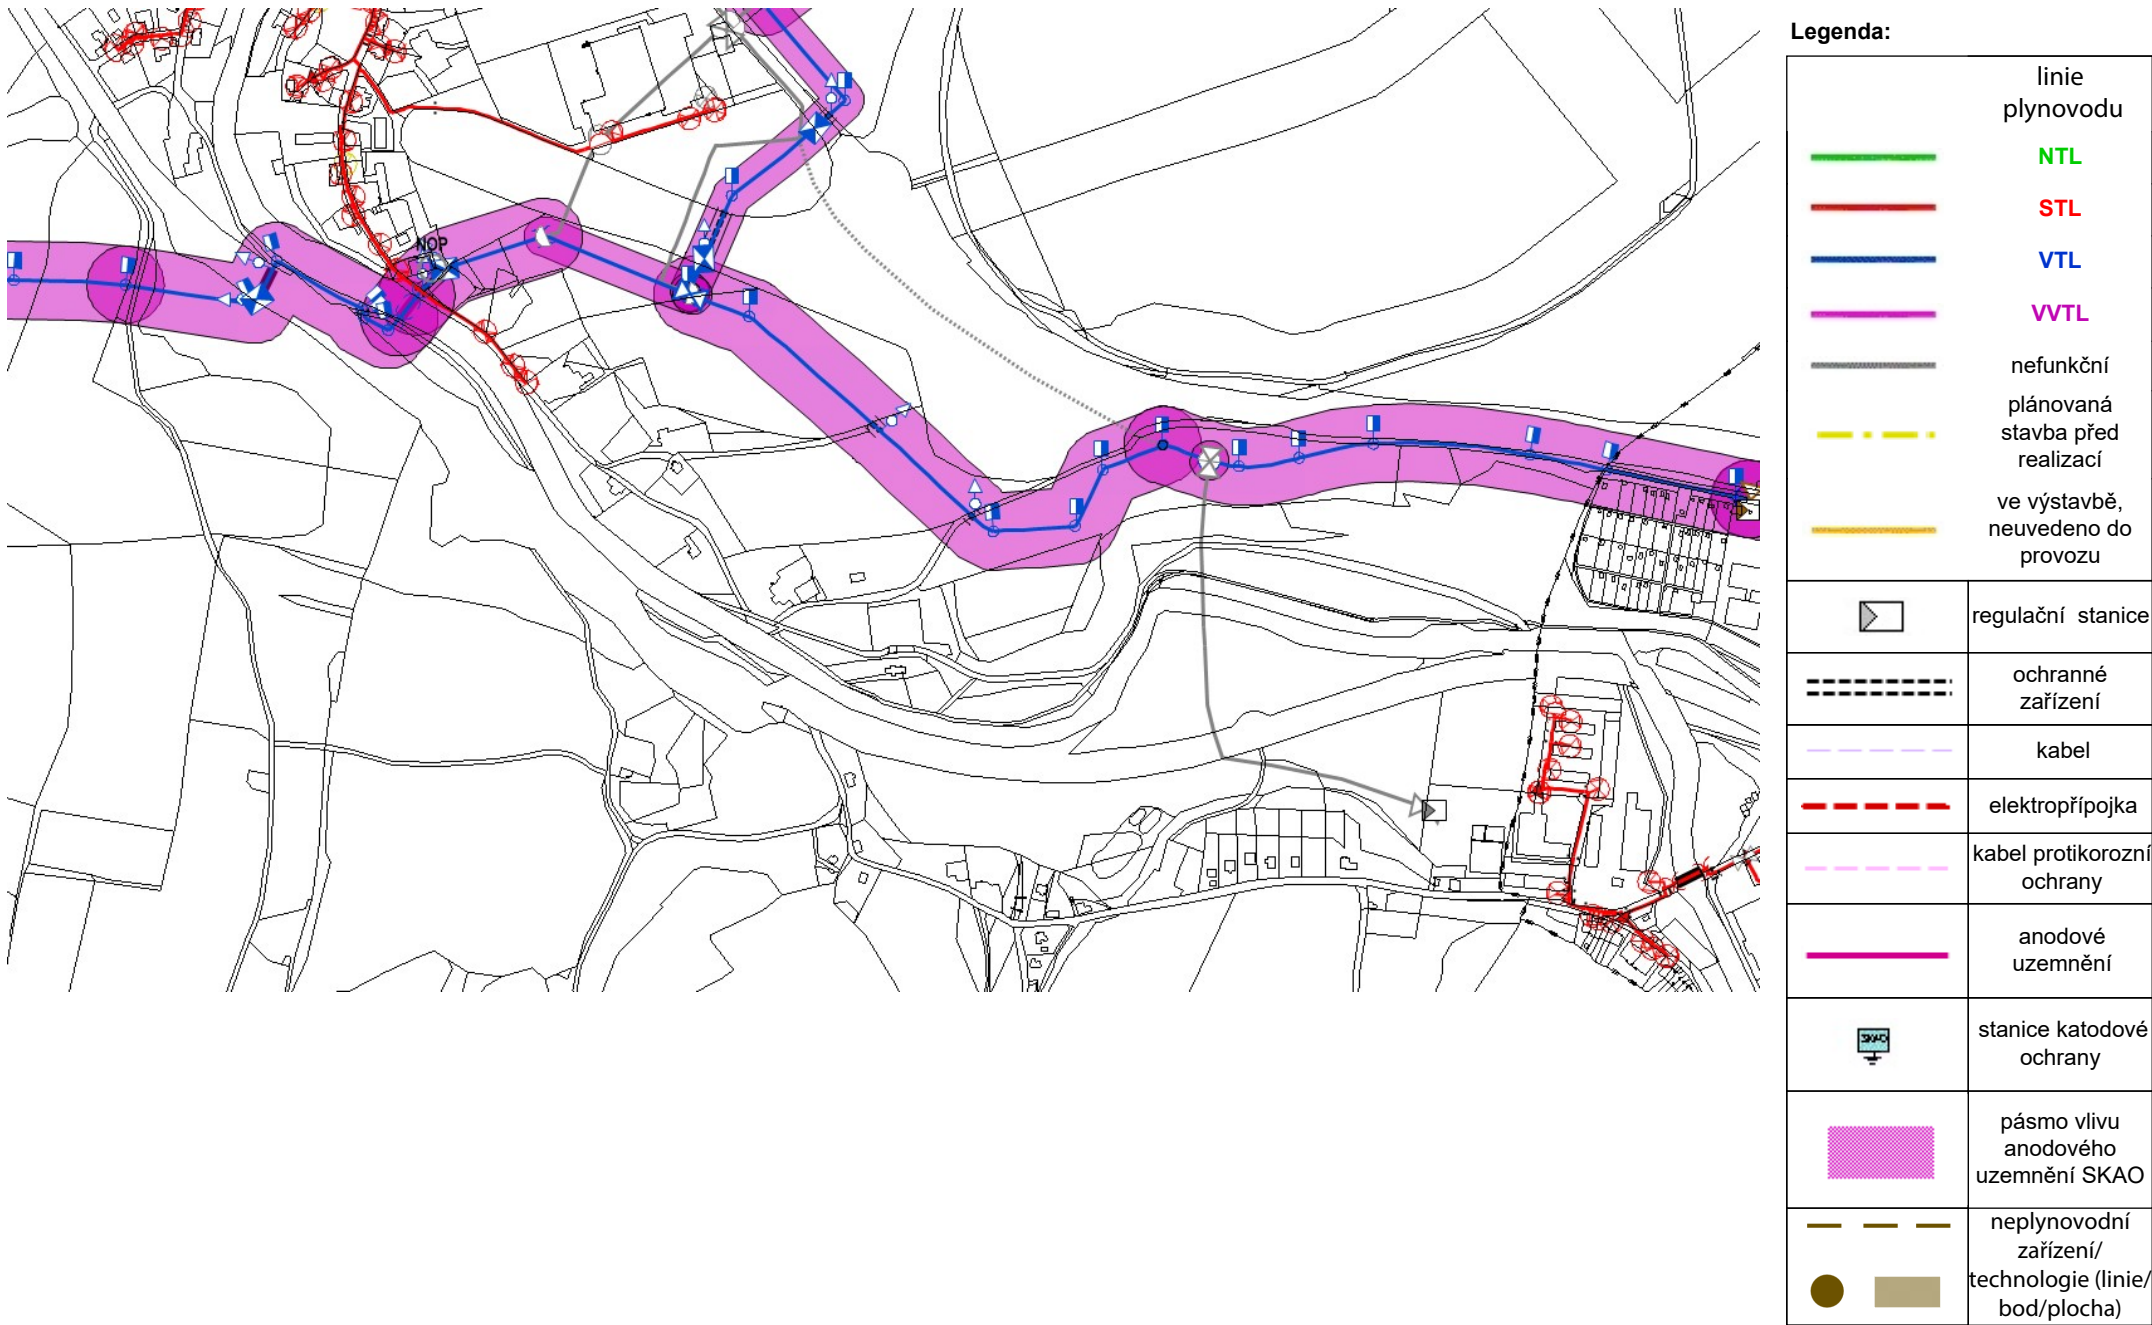 NOP
Legenda:
linie
plynovodu
NTL
STL
VTL
VVTL
nefunkční
plánovaná
stavba před
realizací
ve výstavbě,
neuvedeno do
provozu
regulační stanice
ochranné
zařízení
kabel
elektropřípojka
kabel protikorozní
ochrany
anodové
uzemnění
SKAO
stanice katodové
ochrany
pásmo vlivu
anodového
uzemnění SKAO
neplynovodní
zařízení/
technologie (linie/
bod/plocha)